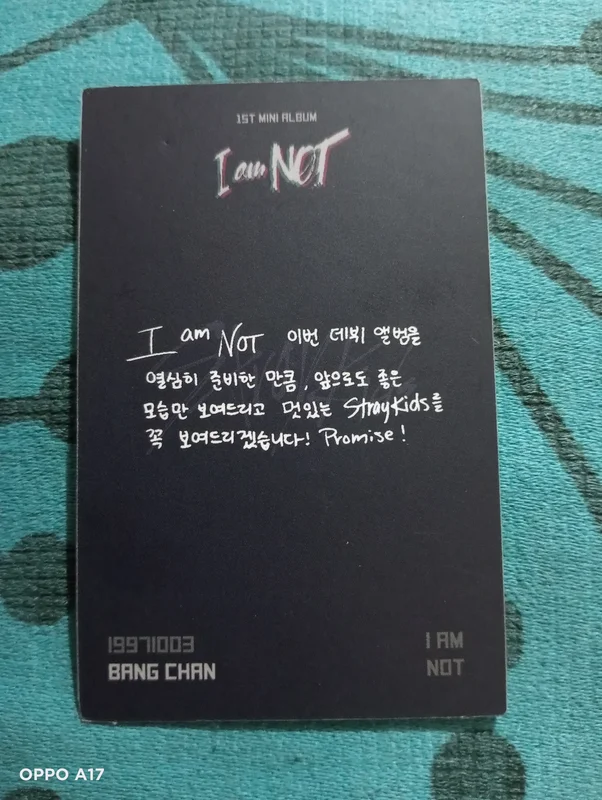 1ST MINI ALBUM
I am NOT
I am NOT 이번 데뷔 앨범을
열심히 준비한 만큼, 앞으로도 좋은
모습만 보여드리고 멋있는 StrayKids를
꼭 보여드리겠습니다! Promise!
19971003
BANG CHAN
I AM
NOT
OPPO A17